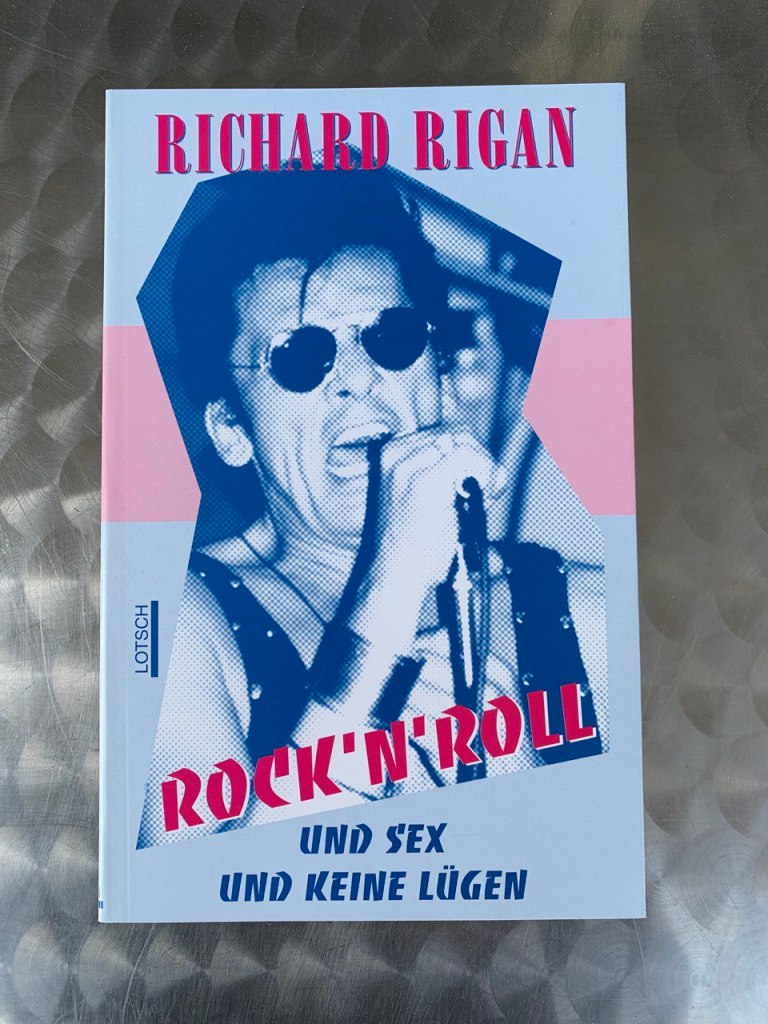 RICHARD RIGAN
LOTSCH
ROCK'N'ROLL
UND SEX
UND KEINE LÜGEN